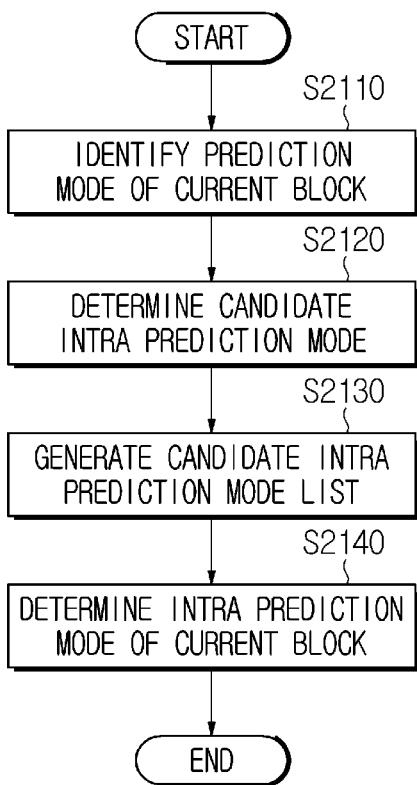 START
S2110
IDENTIFY PREDICTION
MODE OF CURRENT BLOCK
S2120
DETERMINE CANDIDATE
INTRA PREDICTION MODE
S2130
GENERATE CANDIDATE INTRA
PREDICTION MODE LIST
S2140
DETERMINE INTRA PREDICTION
MODE OF CURRENT BLOCK
END